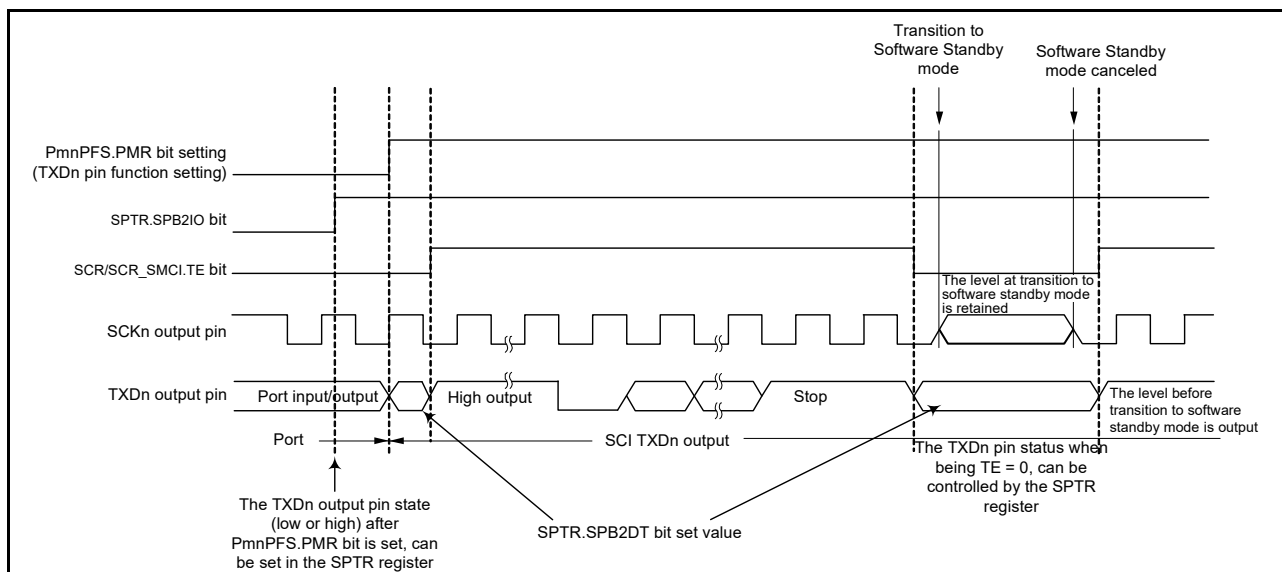 Transition to
Software Standby
mode
Software Standby
mode canceled
PmnPFS.PMR bit setting
(TXDn pin function setting)
SPTR.SPB2IO bit
SCR/SCR_SMCI.TE bit
The level at transition to
software standby mode
is retained
SCKn output pin
TXDn output pin
Port input/output
High output
Stop
The level before
transition to software
standby mode is output
Port
SCI TXDn output
The TXDn pin status when
being TE = 0, can be
controlled by the SPTR
register
The TXDn output pin state
(low or high) after
PmnPFS.PMR bit is set, can
be set in the SPTR register
SPTR.SPB2DT bit set value